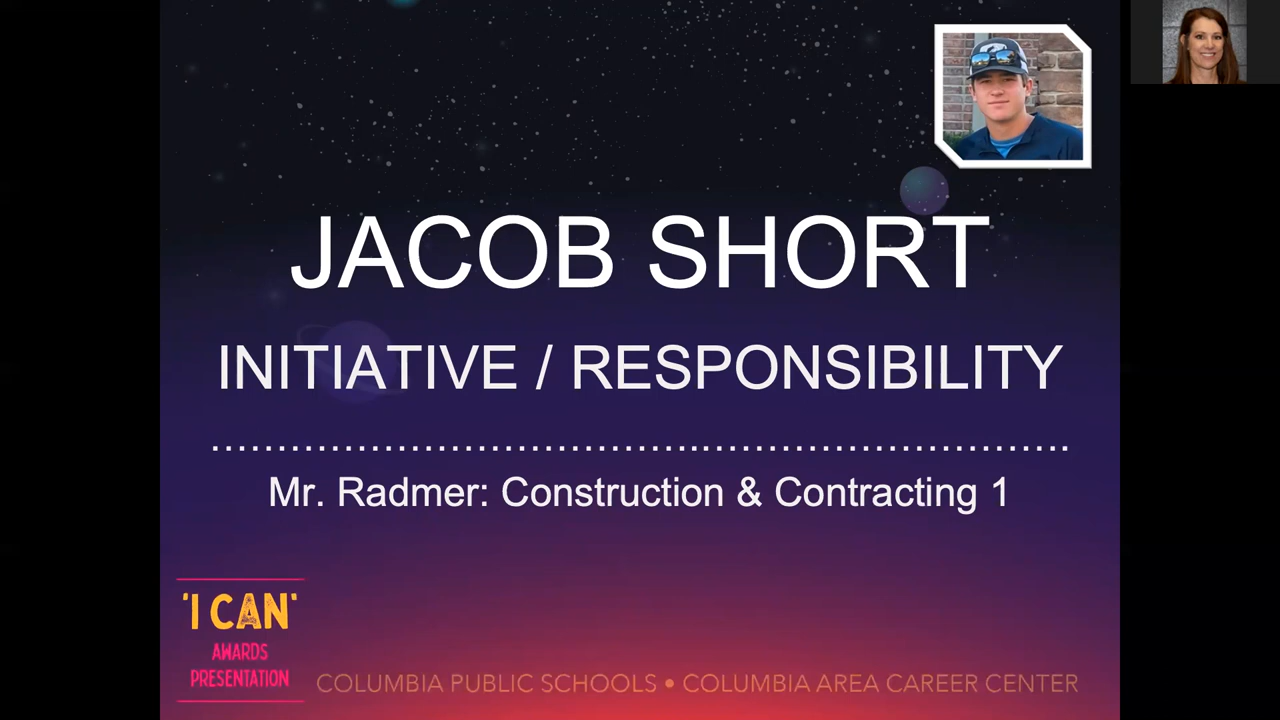 JACOB SHORT
INITIATIVE / RESPONSIBILITY
Mr. Radmer: Construction & Contracting 1
'I CAN'
AWARDS
PRESENTATION
COLUMBIA PUBLIC SCHOOLS • COLUMBIA AREA CAREER CENTER